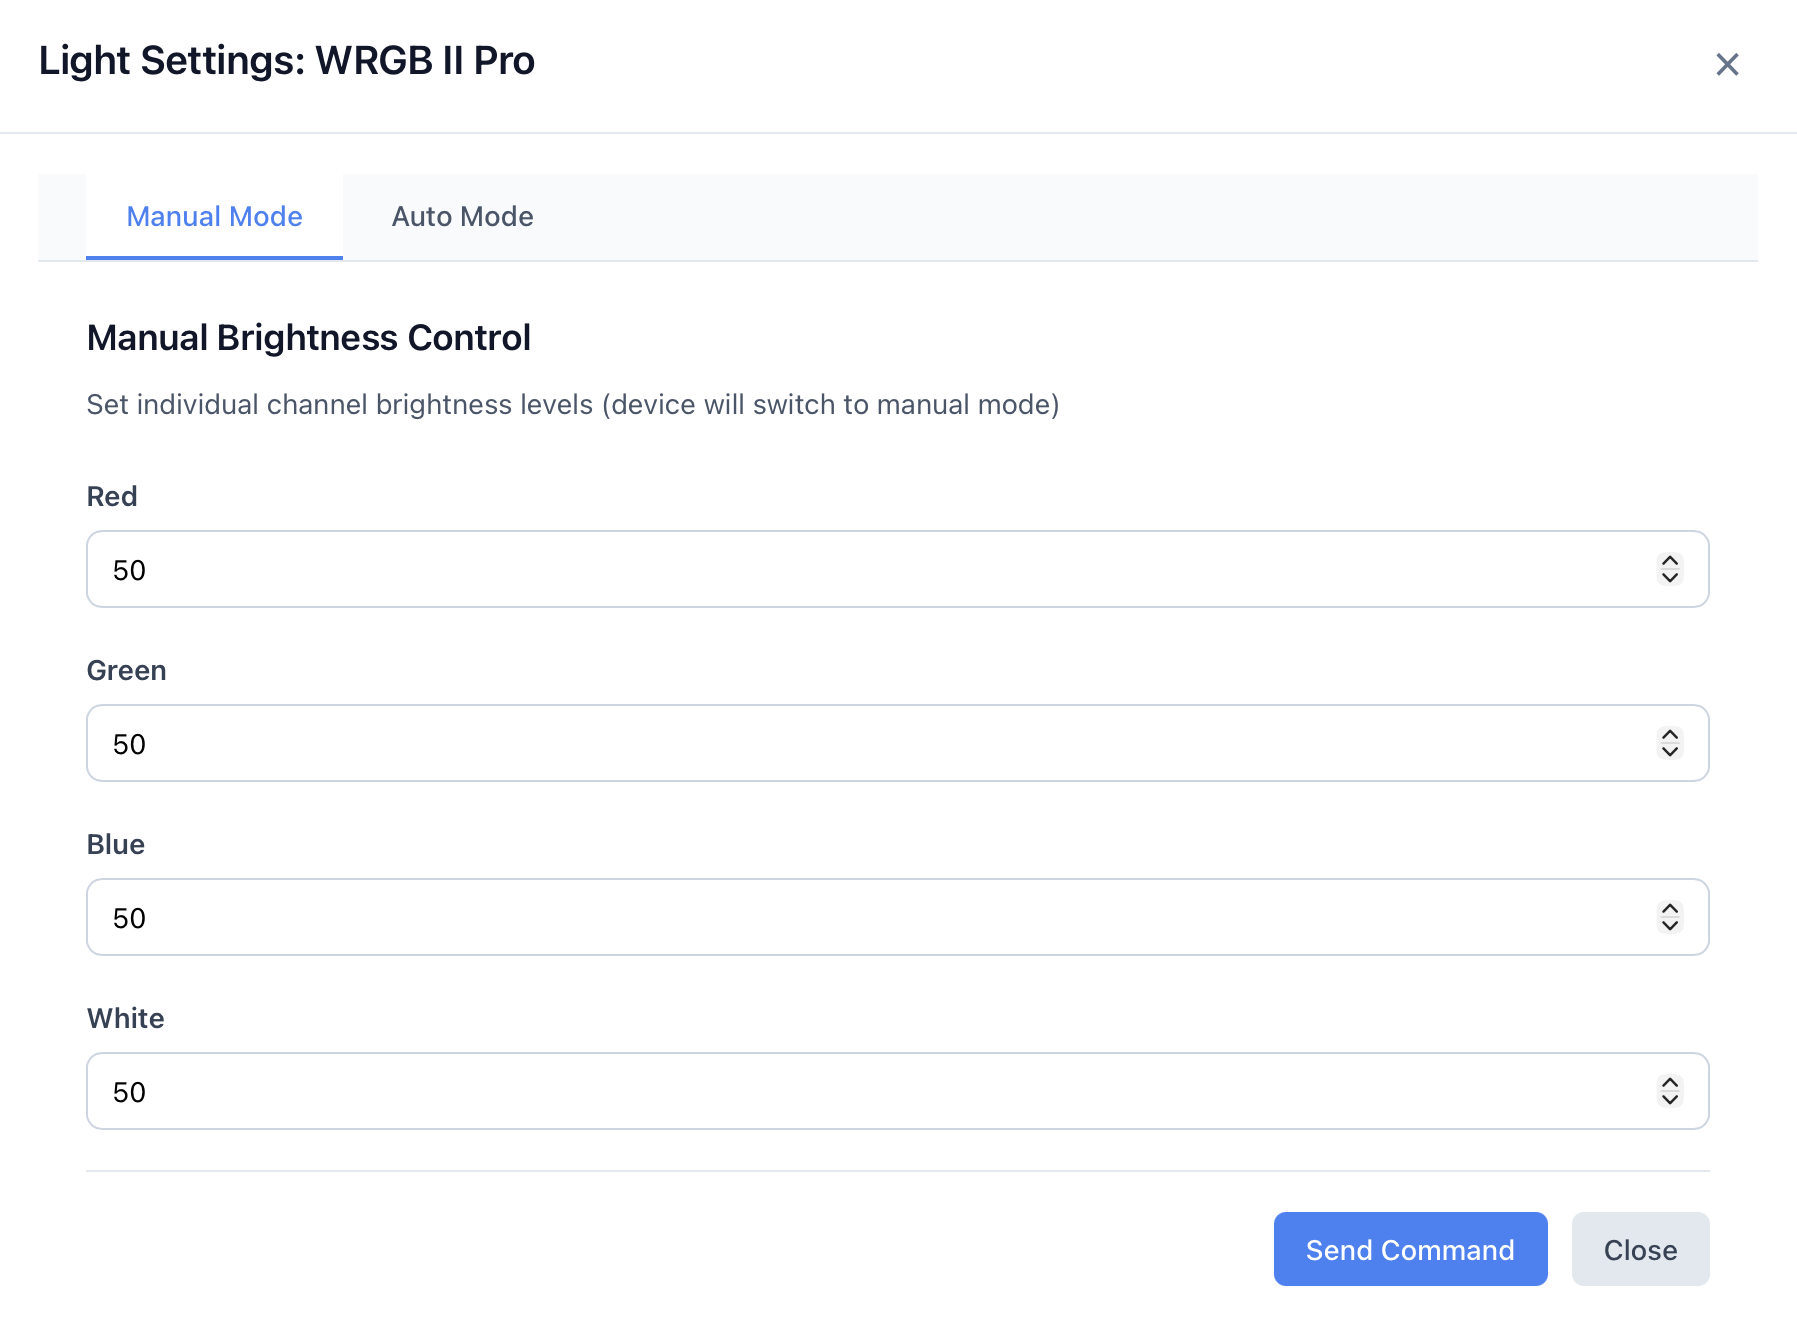 Light Settings: WRGB II Pro
Manual Mode
Auto Mode
Manual Brightness Control
Set individual channel brightness levels (device will switch to manual mode)
Red
50
Green
50
Blue
50
White
50
Send Command
Close